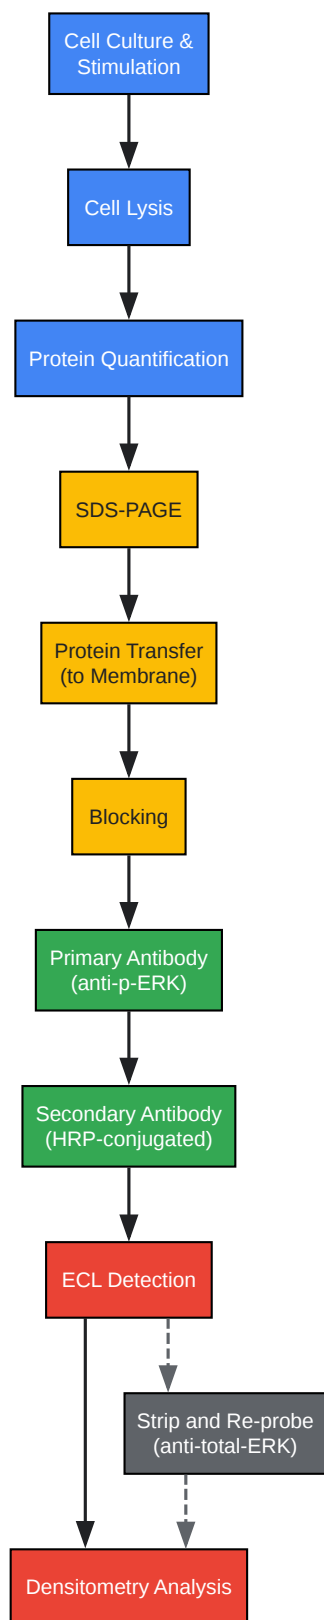 Cell Culture &
Stimulation
Cell Lysis
Protein Quantification
SDS-PAGE
Protein Transfer
(to Membrane)
Blocking
Primary Antibody
(anti-p-ERK)
Secondary Antibody
(HRP-conjugated)
ECL Detection
Strip and Re-probe
(anti-total-ERK)
Densitometry Analysis